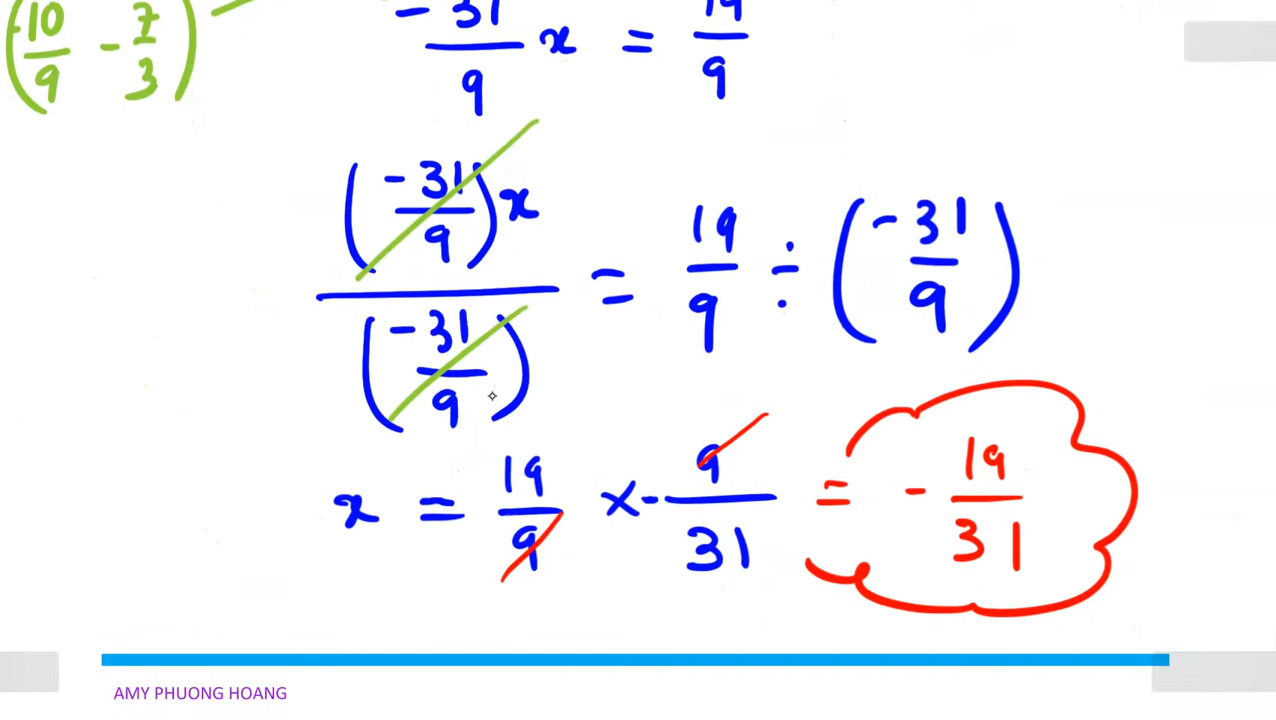 (-10/9 - 7/3)
-31/9 x = 19/9
(-31/9)x / (-31/9) = 19/9 ÷ (-31/9)
x = 19/9 × - 9/31 = - 19/31
AMY PHUONG HOANG